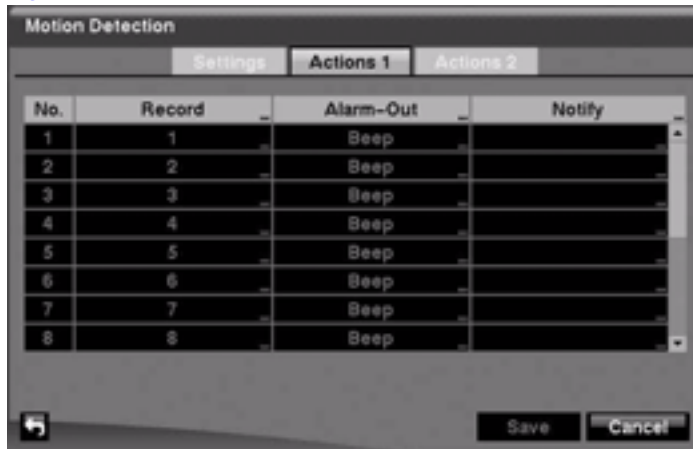 Motion Detection
Settings Actions 1 Actions 2
No. Record Alarm-Out Notify
1 1 Beep
2 2 Beep
3 3 Beep
4 4 Beep
5 5 Beep
6 6 Beep
7 7 Beep
8 8 Beep
Save Cancel